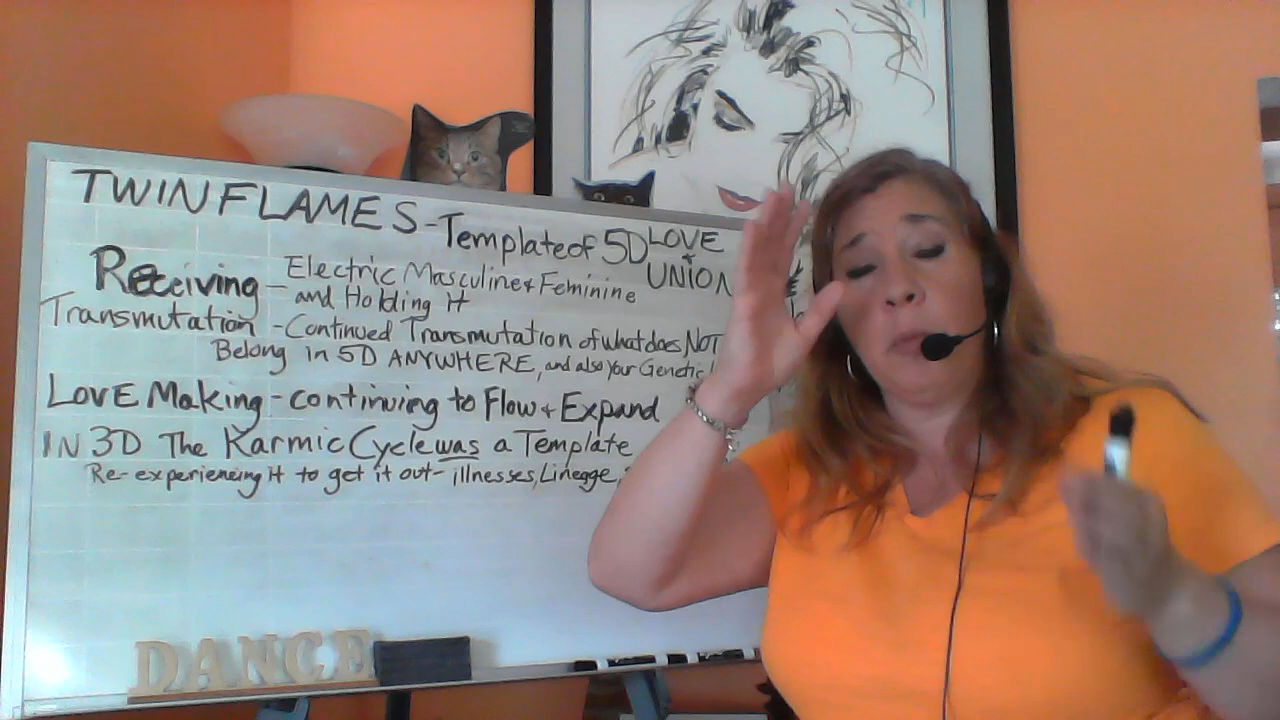 TWIN FLAMES - Template of 5D LOVE
& UNION
Receiving - Electric Masculine & Feminine
- and Holding It
Transmutation - Continued Transmutation of what does NOT
Belong in 5D ANYWHERE, and also your Genetic
LOVE Making - continuing to Flow & Expand
IN 3D The Karmic Cycle was a Template
Re-experiencing It to get it out - illnesses, Lineage,
DANCE